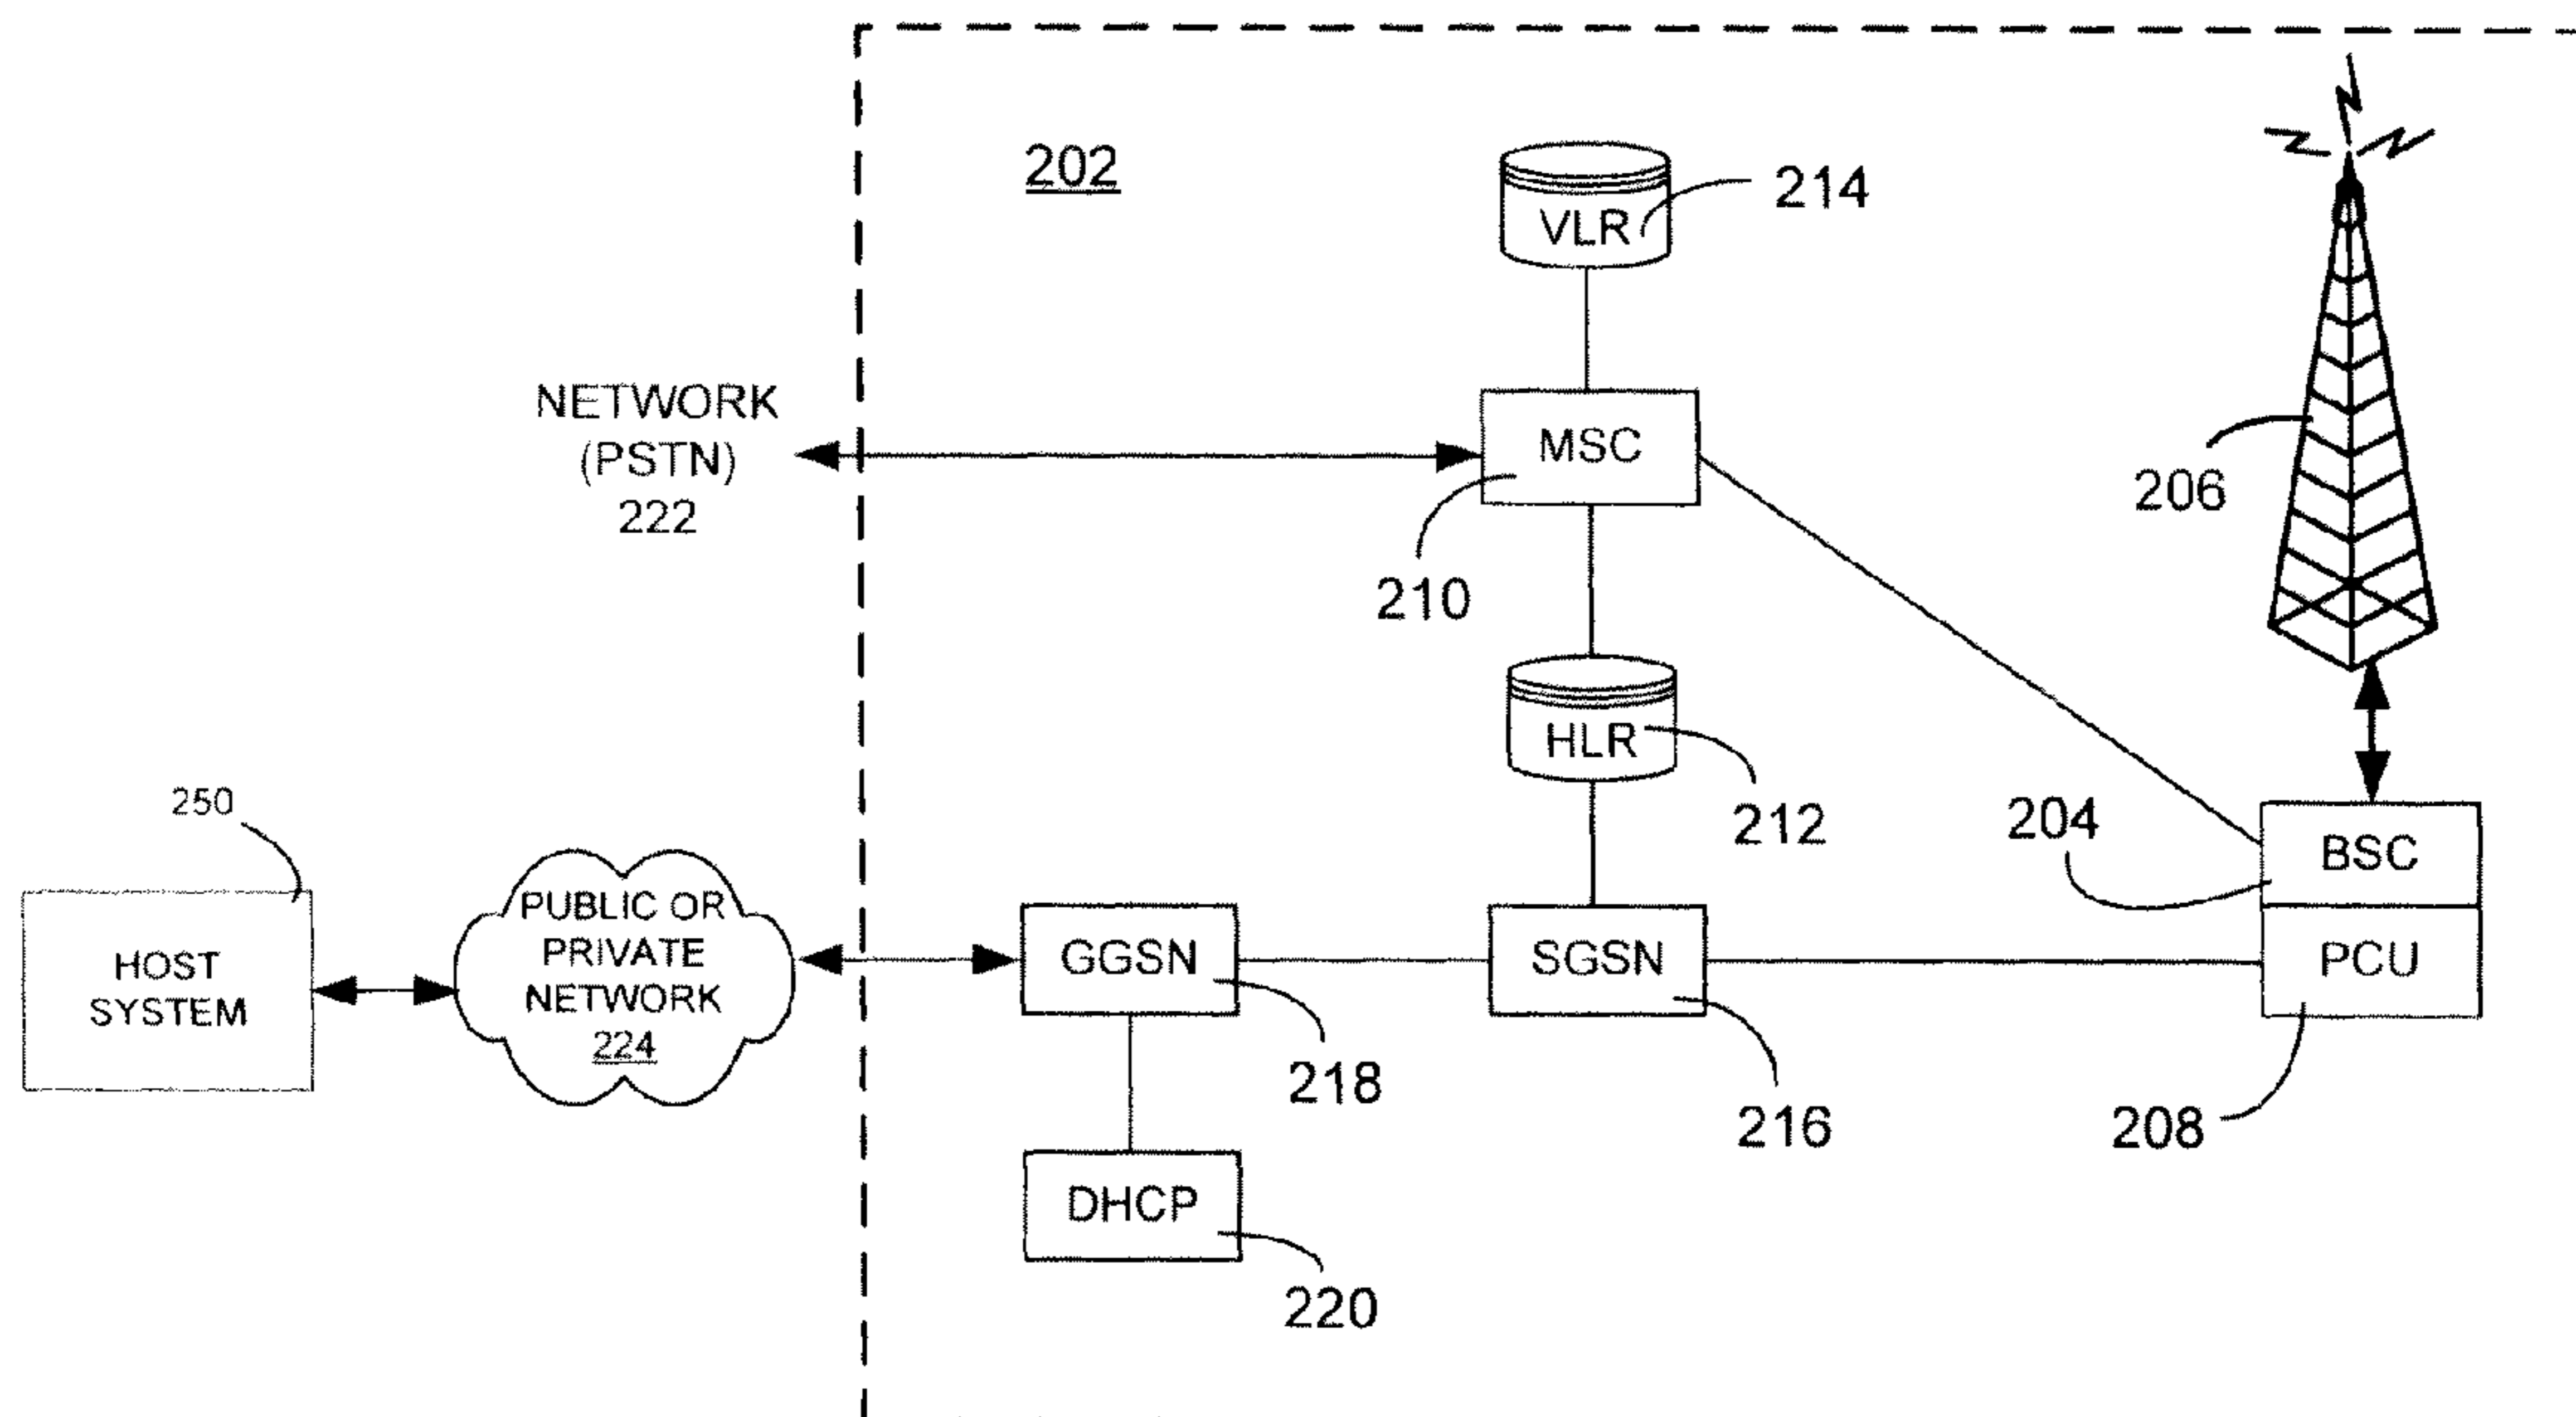 202
VLR
214
NETWORK
(PSTN)
222
MSC
210
206
HLR
212
250
204
BSC
HOST
SYSTEM
PUBLIC OR
PRIVATE
NETWORK
224
GGSN
218
SGSN
216
PCU
208
DHCP
220